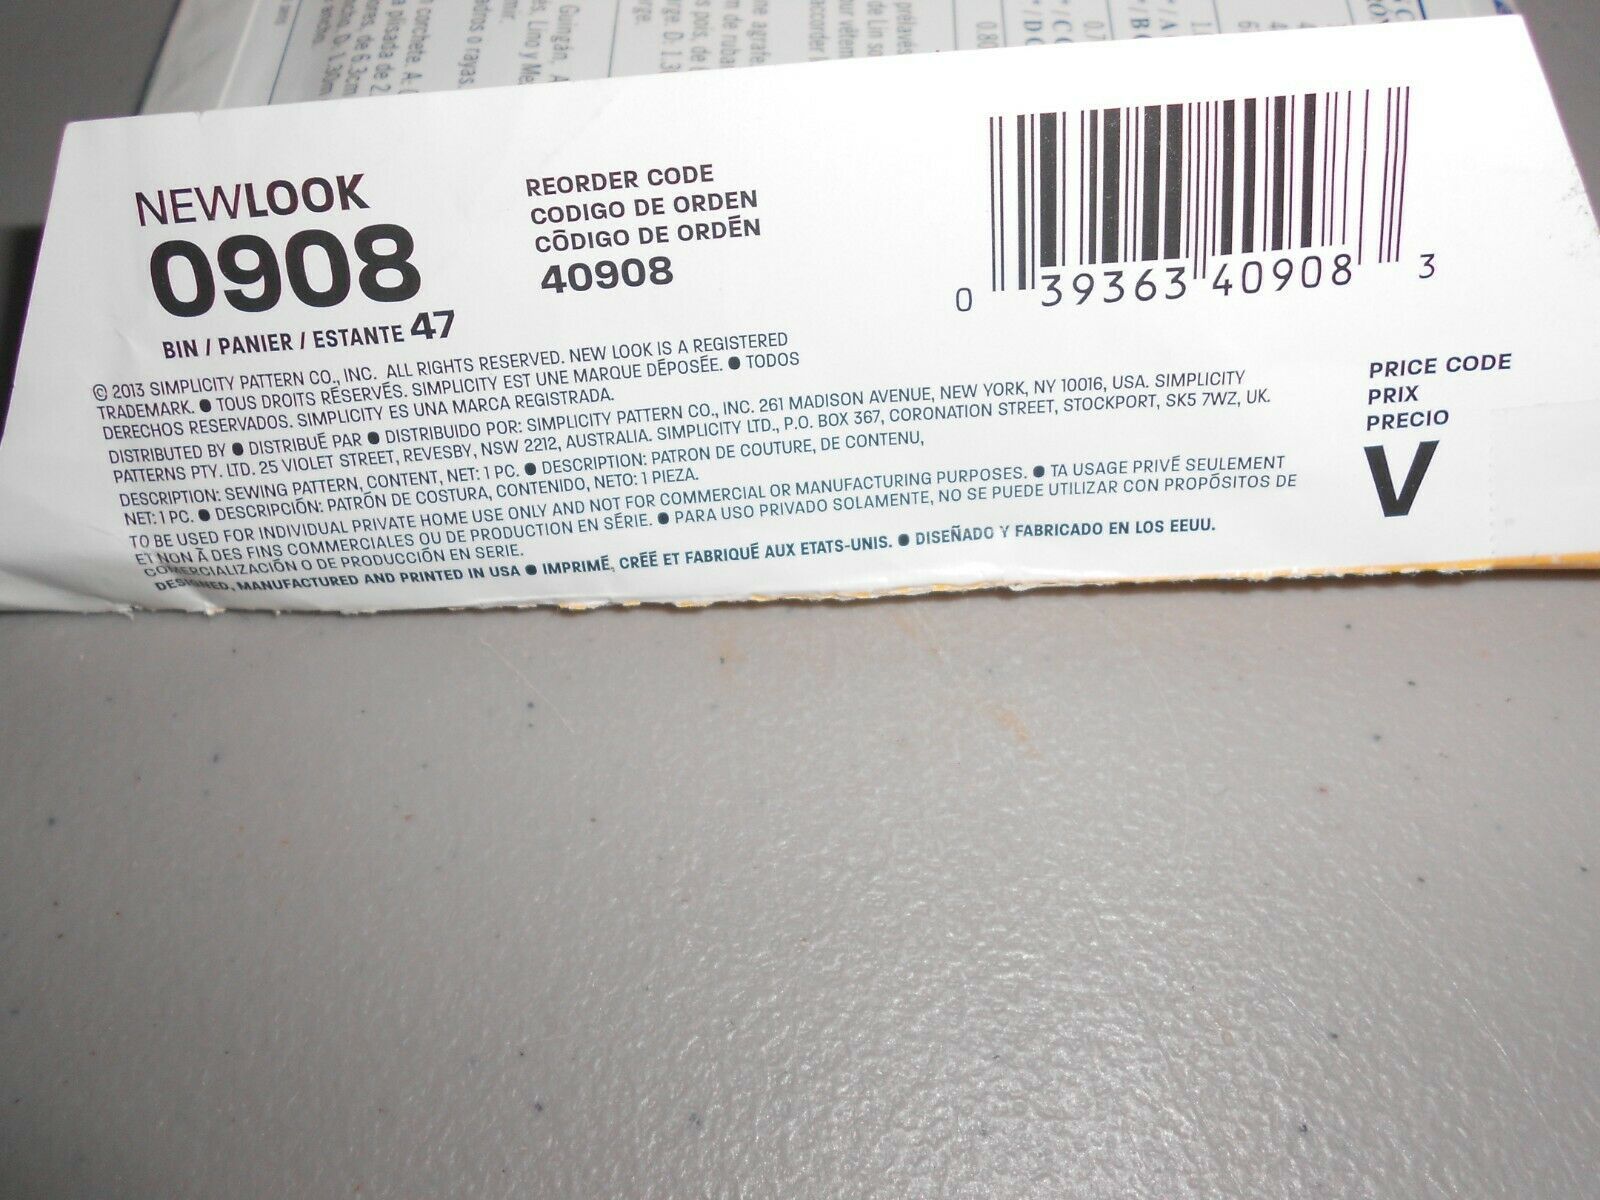 NEWLOOK
0908
BIN / PANIER / ESTANTE 47
REORDER CODE
CODIGO DE ORDEN
CŌDIGO DE ORDÉN
40908
0 39363 40908 3
PRICE CODE
PRIX
PRECIO
V
© 2013 SIMPLICITY PATTERN CO., INC. ALL RIGHTS RESERVED. NEW LOOK IS A REGISTERED
TRADEMARK. ● TOUS DROITS RÉSERVÉS. SIMPLICITY EST UNE MARQUE DÉPOSÉE. ● TODOS
DERECHOS RESERVADOS. SIMPLICITY ES UNA MARCA REGISTRADA.
DISTRIBUTED BY ● DISTRIBUÉ PAR ● DISTRIBUIDO POR: SIMPLICITY PATTERN CO., INC. 261 MADISON AVENUE, NEW YORK, NY 10016, USA. SIMPLICITY
PATTERNS PTY. LTD. 25 VIOLET STREET, REVESBY, NSW 2212, AUSTRALIA. SIMPLICITY LTD., P.O. BOX 367, CORONATION STREET, STOCKPORT, SK5 7WZ, UK.
DESCRIPTION: SEWING PATTERN, CONTENT, NET: 1 PC. ● DESCRIPTION: PATRON DE COUTURE, DE CONTENU,
NET: 1 PC. ● DESCRIPCIÓN: PATRÓN DE COSTURA, CONTENIDO, NETO: 1 PIEZA.
TO BE USED FOR INDIVIDUAL PRIVATE HOME USE ONLY AND NOT FOR COMMERCIAL OR MANUFACTURING PURPOSES. ● TA USAGE PRIVÉ SEULEMENT
ET NON Ā DES FINS COMMERCIALES OU DE PRODUCTION EN SÉRIE. ● PARA USO PRIVADO SOLAMENTE, NO SE PUEDE UTILIZAR CON PROPÓSITOS DE
COMERCIALIZACIÓN O DE PRODUCCIÓN EN SERIE.
DESIGNED, MANUFACTURED AND PRINTED IN USA ● IMPRIMÉ, CRÉÉ ET FABRIQUÉ AUX ETATS-UNIS. ● DISEÑADO Y FABRICADO EN LOS EEUU.